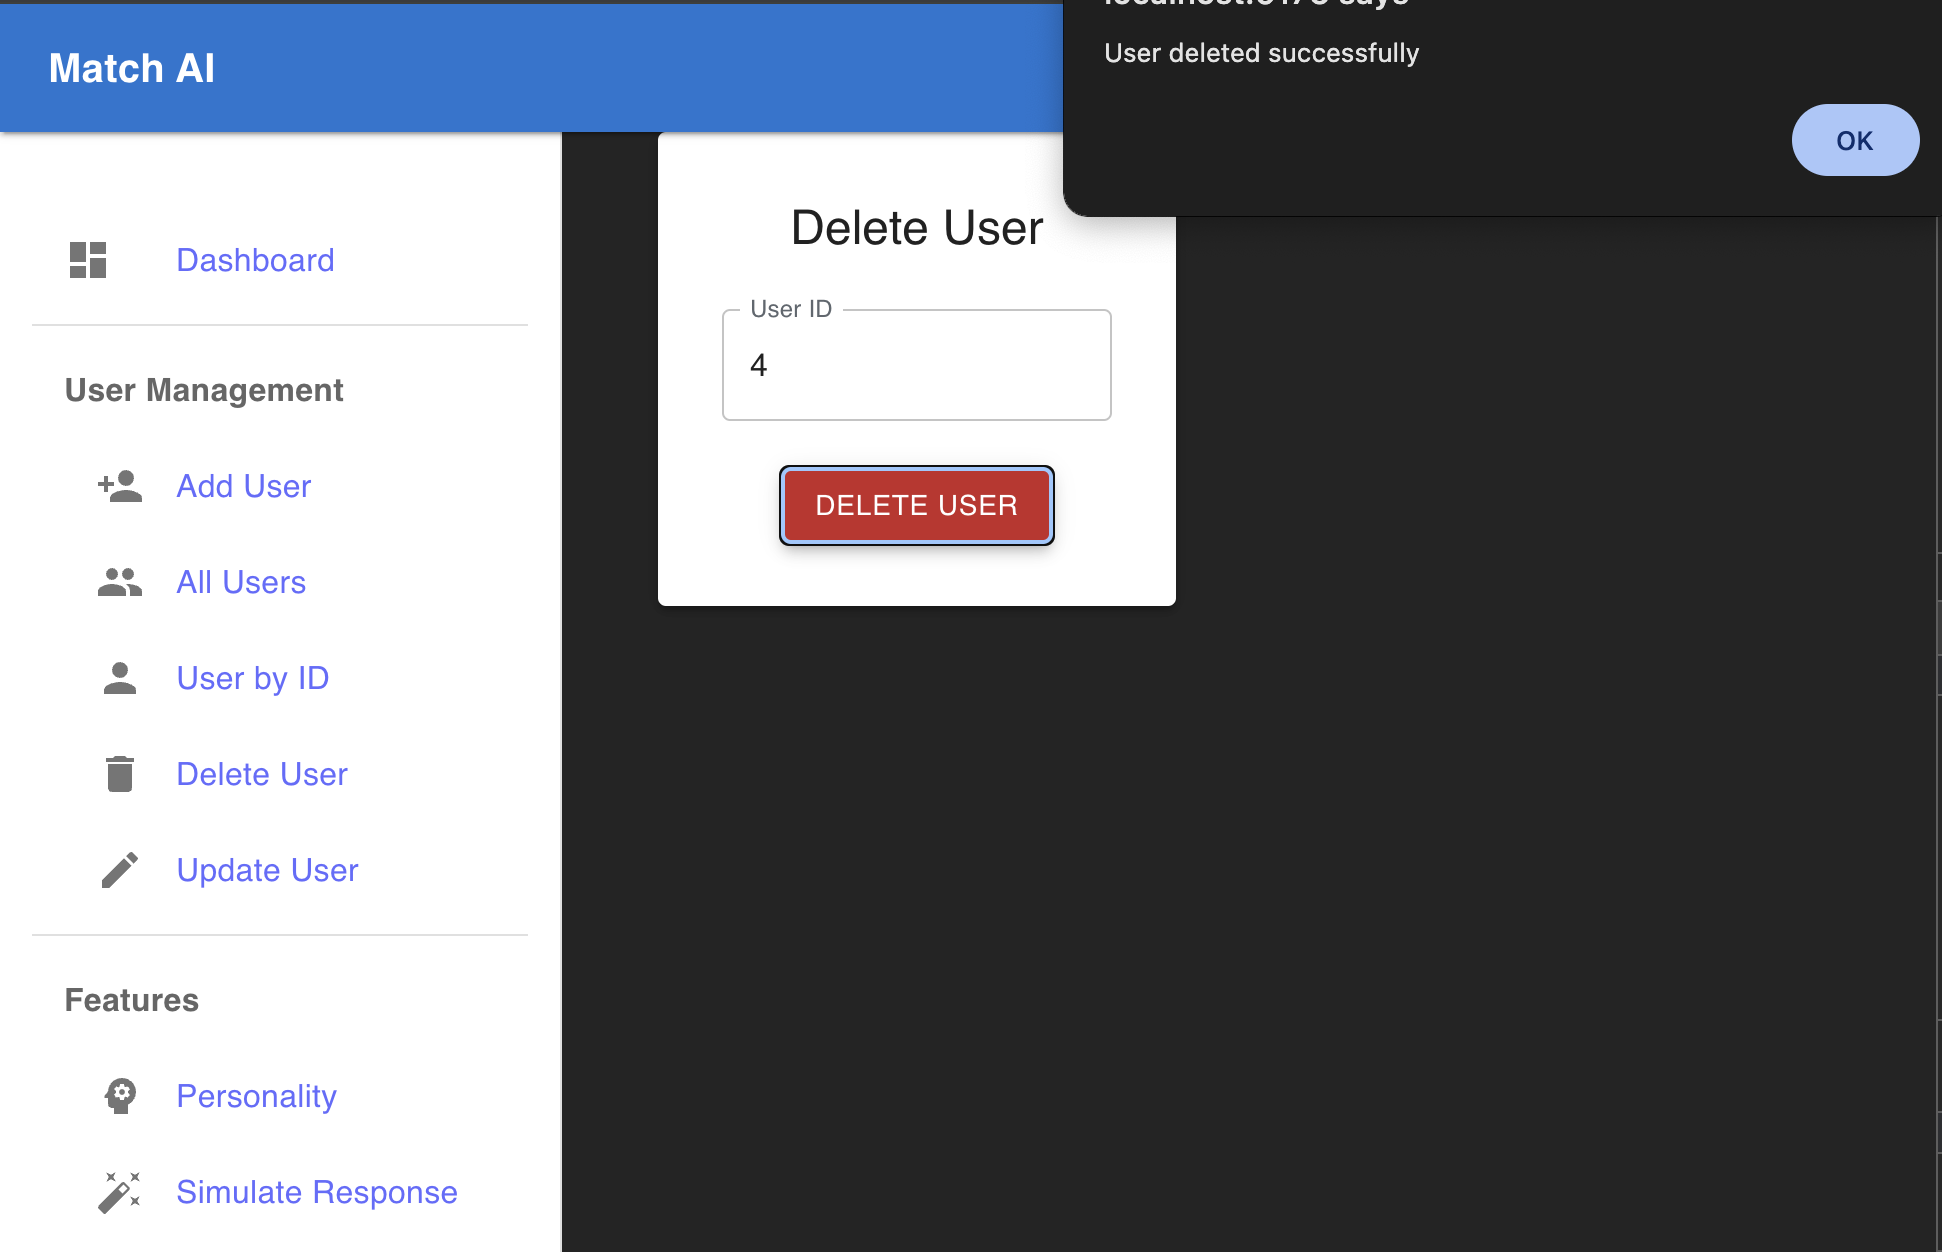 Match AI
says
User deleted successfully
OK
Dashboard
User Management
Add User
All Users
User by ID
Delete User
Update User
Features
Personality
Simulate Response
Delete User
User ID
4
DELETE USER